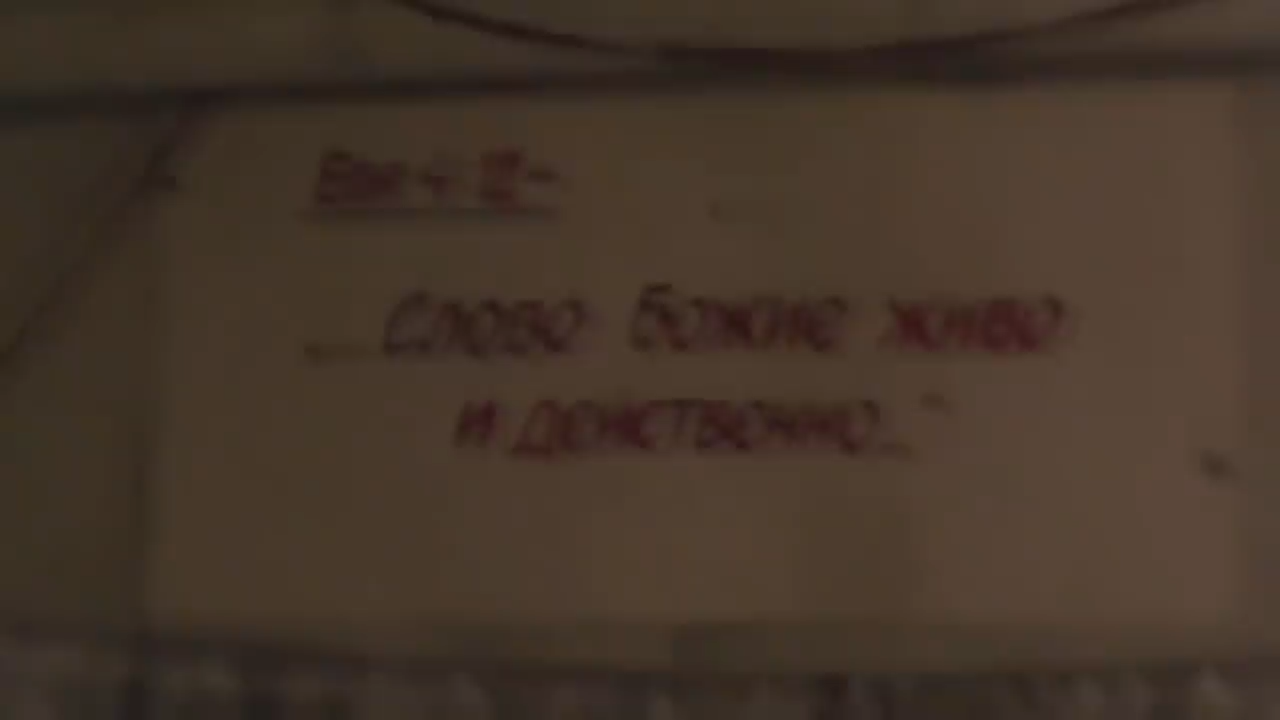 „Слово Божие живо
и действенно..."